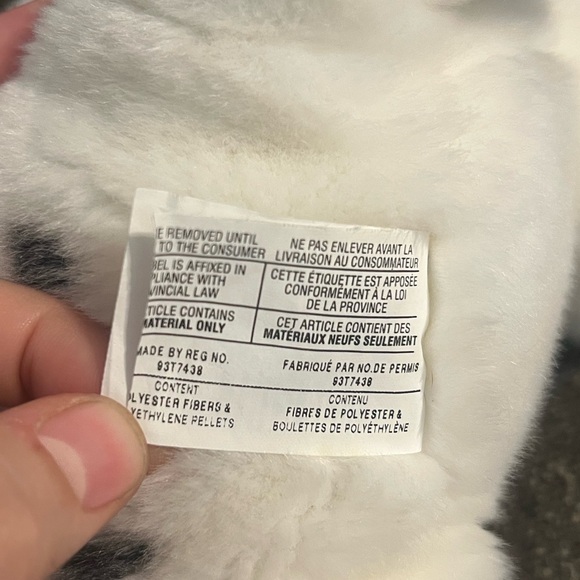 E REMOVED UNTIL
TO THE CONSUMER
NE PAS ENLEVER AVANT LA
LIVRAISON AU CONSOMMATEUR
BEL IS AFFIXED IN
PLIANCE WITH
VINCIAL LAW
CETTE ÉTIQUETTE EST APPOSÉE
CONFORMÉMENT À LA LOI
DE LA PROVINCE
TICLE CONTAINS
MATERIAL ONLY
CET ARTICLE CONTIENT DES
MATÉRIAUX NEUFS SEULEMENT
MADE BY REG NO.
93T7438
FABRIQUÉ PAR NO.DE PERMIS
93T7438
CONTENT
LYESTER FIBERS &
YETHYLENE PELLETS
CONTENU
FIBRES DE POLYESTER &
BOULETTES DE POLYÉTHYLÈNE